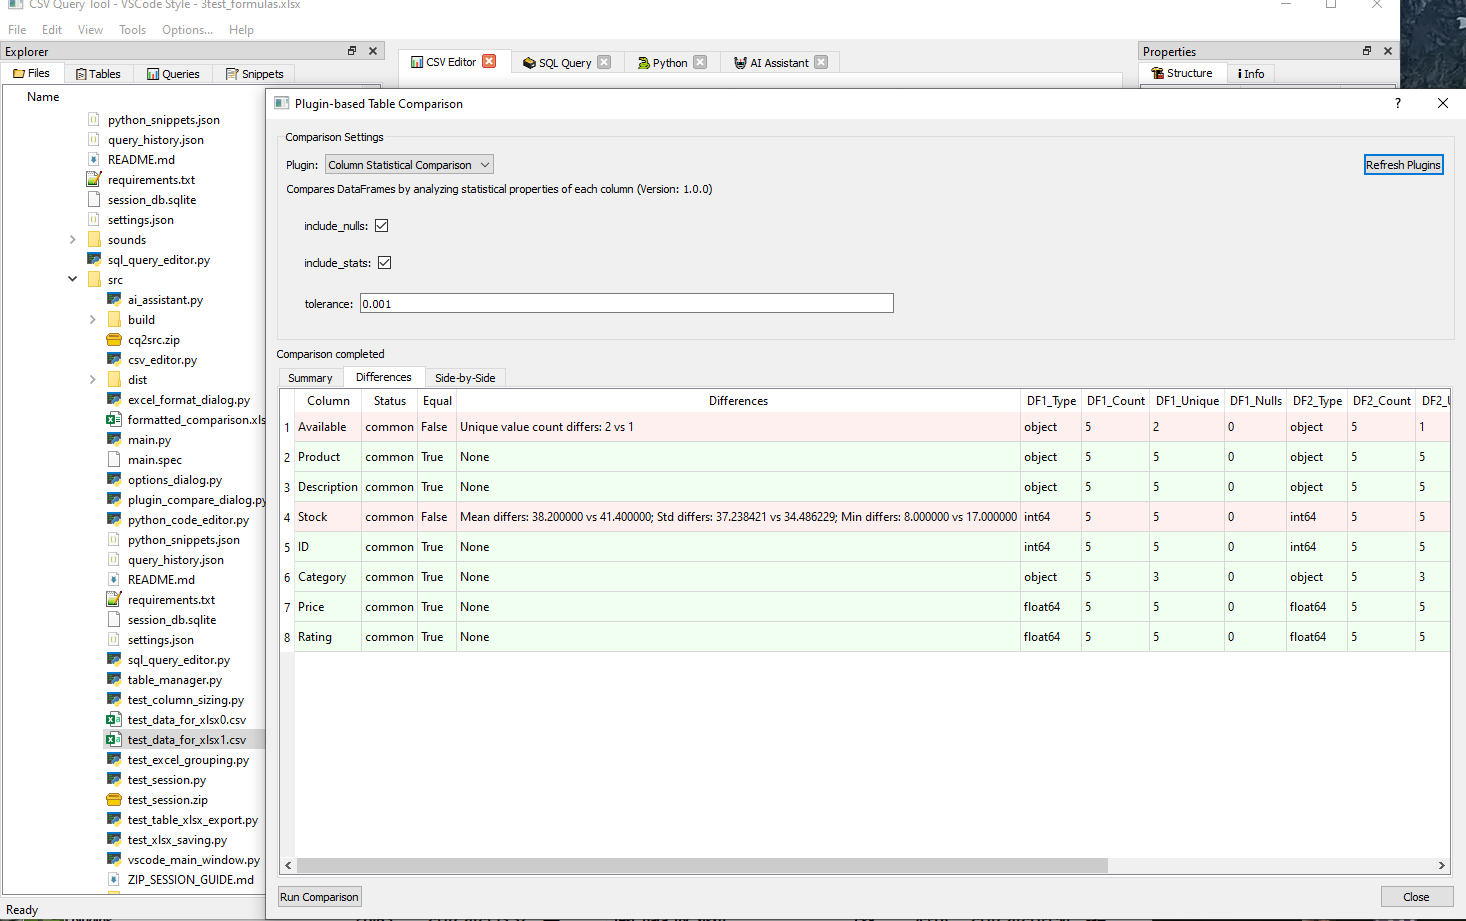 CSV Query Tool - VSCode Style - 3test_formulas.xlsx
File Edit View Tools Options... Help
Explorer
Files Tables Queries Snippets
Name
python_snippets.json
query_history.json
README.md
requirements.txt
session_db.sqlite
settings.json
sounds
sql_query_editor.py
src
ai_assistant.py
build
cq2src.zip
csv_editor.py
dist
excel_format_dialog.py
formatted_comparison.xls
main.py
main.spec
options_dialog.py
plugin_compare_dialog.py
python_code_editor.py
python_snippets.json
query_history.json
README.md
requirements.txt
session_db.sqlite
settings.json
sql_query_editor.py
table_manager.py
test_column_sizing.py
test_data_for_xlsx0.csv
test_data_for_xlsx1.csv
test_excel_grouping.py
test_session.py
test_session.zip
test_table_xlsx_export.py
test_xlsx_saving.py
vscode_main_window.py
ZIP_SESSION_GUIDE.md
Ready
CSV Editor SQL Query Python AI Assistant
Properties
Structure Info
Plugin-based Table Comparison
Comparison Settings
Plugin: Column Statistical Comparison Refresh Plugins
Compares DataFrames by analyzing statistical properties of each column (Version: 1.0.0)
include_nulls:
include_stats:
tolerance: 0.001
Comparison completed
Summary Differences Side-by-Side
Column Status Equal Differences DF1_Type DF1_Count DF1_Unique DF1_Nulls DF2_Type DF2_Count DF2_U
1 Available common False Unique value count differs: 2 vs 1 object 5 2 0 object 5 1
2 Product common True None object 5 5 0 object 5 5
3 Description common True None object 5 5 0 object 5 5
4 Stock common False Mean differs: 38.200000 vs 41.400000; Std differs: 37.238421 vs 34.486229; Min differs: 8.000000 vs 17.000000 int64 5 5 0 int64 5 5
5 ID common True None int64 5 5 0 int64 5 5
6 Category common True None object 5 3 0 object 5 3
7 Price common True None float64 5 5 0 float64 5 5
8 Rating common True None float64 5 5 0 float64 5 5
Run Comparison Close